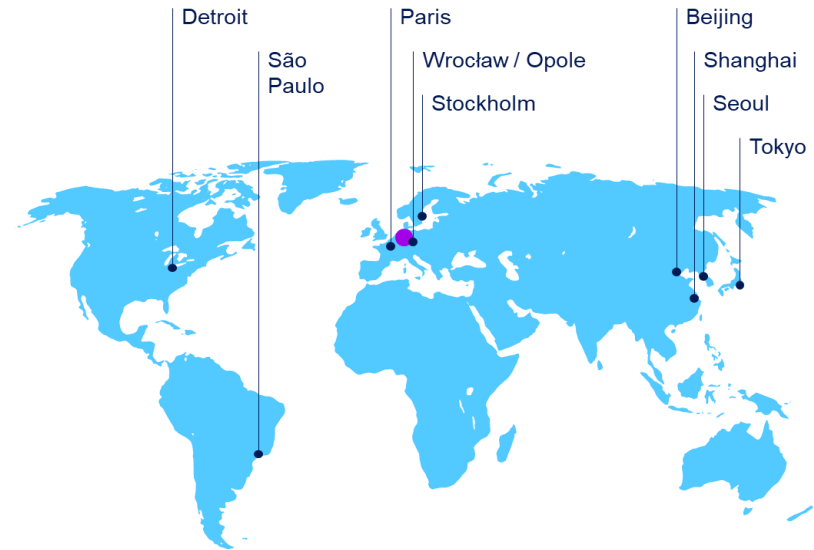 Detroit
São
Paulo
Paris
Wrocław / Opole
Stockholm
Beijing
Shanghai
Seoul
Tokyo